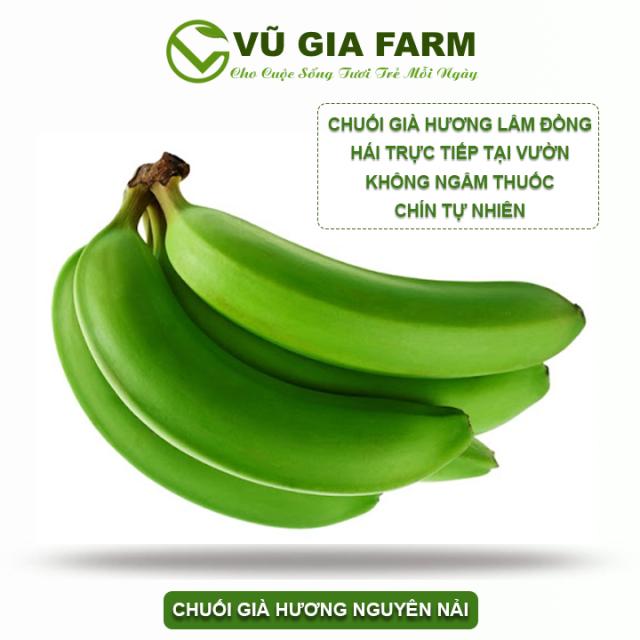 VŨ GIA FARM
Cho Cuộc Sống Tươi Trẻ Mỗi Ngày
CHUỐI GIÀ HƯƠNG LÂM ĐỒNG
HÁI TRỰC TIẾP TẠI VƯỜN
KHÔNG NGÂM THUỐC
CHÍN TỰ NHIÊN
CHUỐI GIÀ HƯƠNG NGUYÊN NẢI